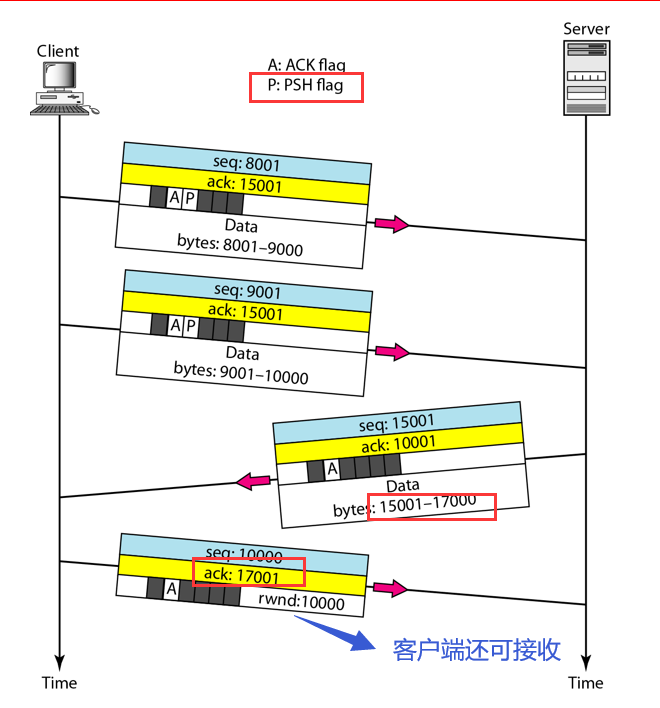 Client
Server
A: ACK flag
P: PSH flag
seq: 8001
ack: 15001
A P
Data
bytes: 8001–9000
seq: 9001
ack: 15001
A P
Data
bytes: 9001–10000
seq: 15001
ack: 10001
A
Data
bytes: 15001–17000
seq: 10000
ack: 17001
A
rwnd:10000
客户端还可接收
Time
Time